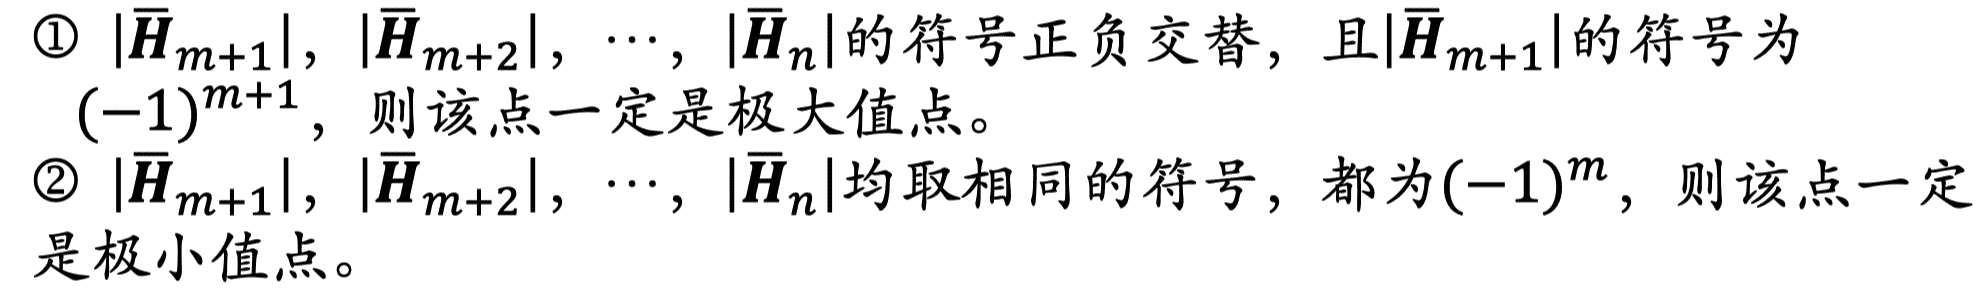 ① |H̅ₘ₊₁|，|H̅ₘ₊₂|，⋯，|H̅ₙ|的符号正负交替，且|H̅ₘ₊₁|的符号为
(−1)ᵐ⁺¹，则该点一定是极大值点。
② |H̅ₘ₊₁|，|H̅ₘ₊₂|，⋯，|H̅ₙ|均取相同的符号，都为(−1)ᵐ，则该点一定
是极小值点。